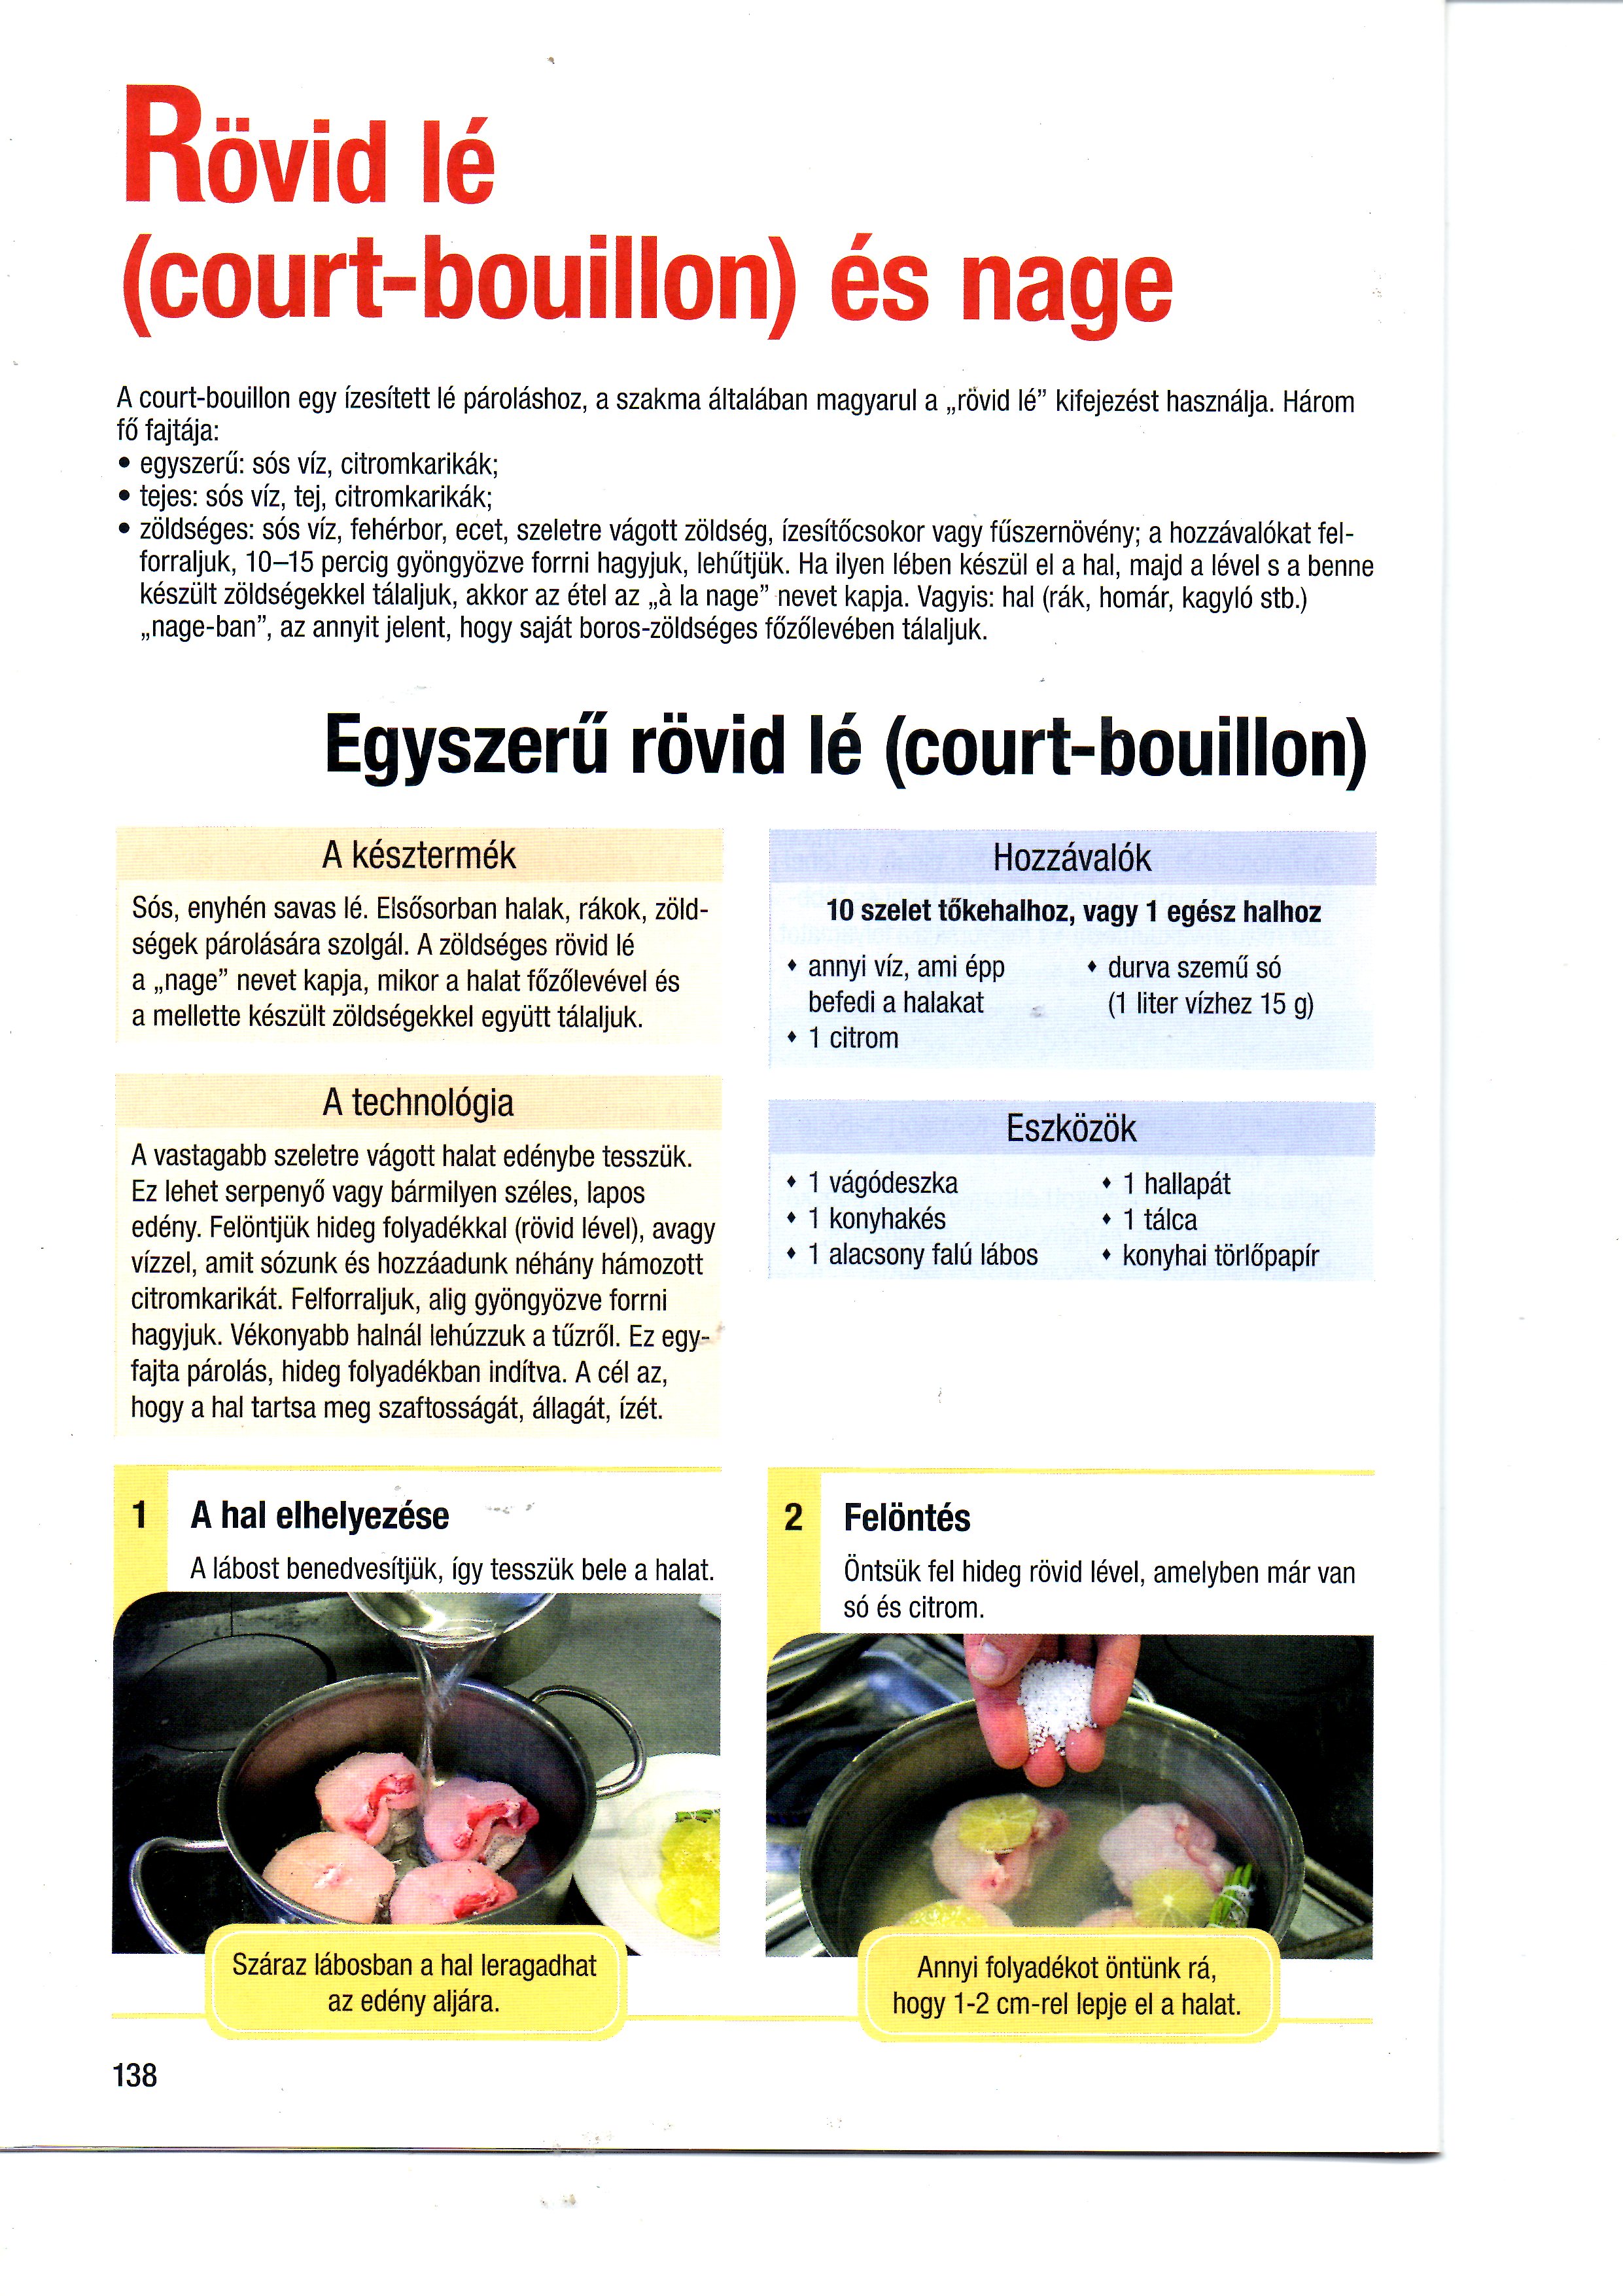 Rövid lé
(court-bouillon) és nage
A court-bouillon egy ízesített lé pároláshoz, a szakma általában magyarul a „rövid lé” kifejezést használja. Három
fő fajtája:
• egyszerű: sós víz, citromkarikák;
• tejes: sós víz, tej, citromkarikák;
• zöldséges: sós víz, fehérbor, ecet, szeletre vágott zöldség, ízesítőcsokor vagy fűszernövény; a hozzávalókat fel-
forraljuk, 10–15 percig gyöngyözve forrni hagyjuk, lehűtjük. Ha ilyen lében készül el a hal, majd a lével s a benne
készült zöldségekkel tálaljuk, akkor az étel az „à la nage” nevet kapja. Vagyis: hal (rák, homár, kagyló stb.)
„nage-ban”, az annyit jelent, hogy saját boros-zöldséges főzőlevében tálaljuk.
Egyszerű rövid lé (court-bouillon)
A késztermék
Sós, enyhén savas lé. Elsősorban halak, rákok, zöld-
ségek párolására szolgál. A zöldséges rövid lé
a „nage” nevet kapja, mikor a halat főzőlevével és
a mellette készült zöldségekkel együtt tálaljuk.
A technológia
A vastagabb szeletre vágott halat edénybe tesszük.
Ez lehet serpenyő vagy bármilyen széles, lapos
edény. Felöntjük hideg folyadékkal (rövid lével), avagy
vízzel, amit sózunk és hozzáadunk néhány hámozott
citromkarikát. Felforraljuk, alig gyöngyözve forrni
hagyjuk. Vékonyabb halnál lehúzzuk a tűzről. Ez egy-
fajta párolás, hideg folyadékban indítva. A cél az,
hogy a hal tartsa meg szaftosságát, állagát, ízét.
Hozzávalók
10 szelet tőkehalhoz, vagy 1 egész halhoz
♦ annyi víz, ami épp
befedi a halakat
♦ 1 citrom
♦ durva szemű só
(1 liter vízhez 15 g)
Eszközök
♦ 1 vágódeszka
♦ 1 konyhakés
♦ 1 alacsony falú lábos
♦ 1 hallapát
♦ 1 tálca
♦ konyhai törlőpapír
1 A hal elhelyezése
A lábost benedvesítjük, így tesszük bele a halat.
Száraz lábosban a hal leragadhat
az edény aljára.
2 Felöntés
Öntsük fel hideg rövid lével, amelyben már van
só és citrom.
Annyi folyadékot öntünk rá,
hogy 1-2 cm-rel lepje el a halat.
138